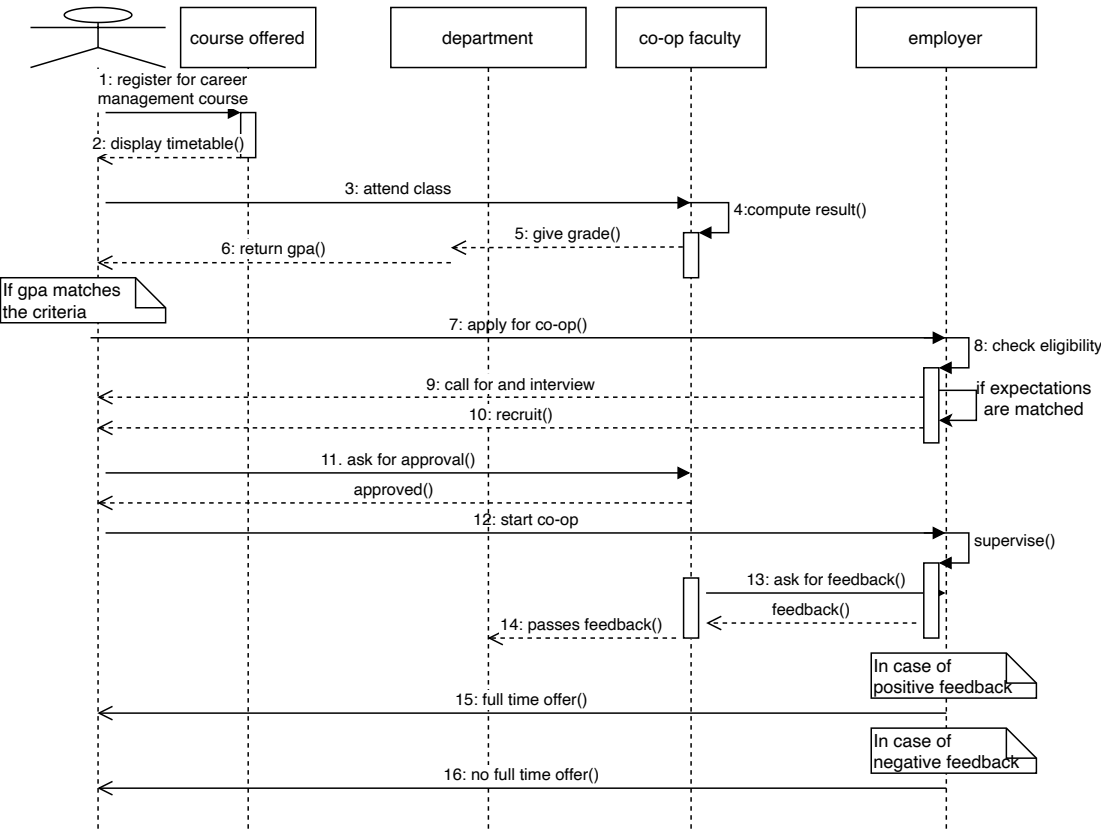 course offered
department
co-op faculty
employer
1: register for career
management course
2: display timetable()
3: attend class
4:compute result()
5: give grade()
6: return gpa()
If gpa matches
the criteria
7: apply for co-op()
8: check eligibility
9: call for and interview
if expectations
are matched
10: recruit()
11. ask for approval()
approved()
12: start co-op
supervise()
13: ask for feedback()
feedback()
14: passes feedback()
In case of
positive feedback
15: full time offer()
In case of
negative feedback
16: no full time offer()